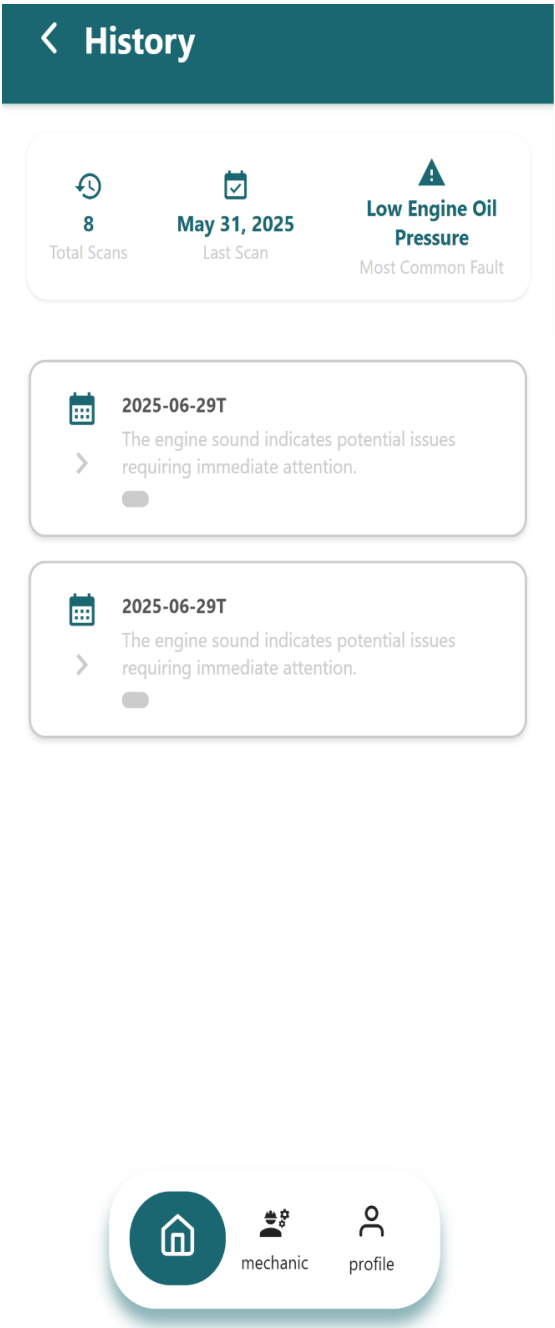 History
8
Total Scans
May 31, 2025
Last Scan
Low Engine Oil
Pressure
Most Common Fault
2025-06-29T
The engine sound indicates potential issues
requiring immediate attention.
2025-06-29T
The engine sound indicates potential issues
requiring immediate attention.
mechanic
profile